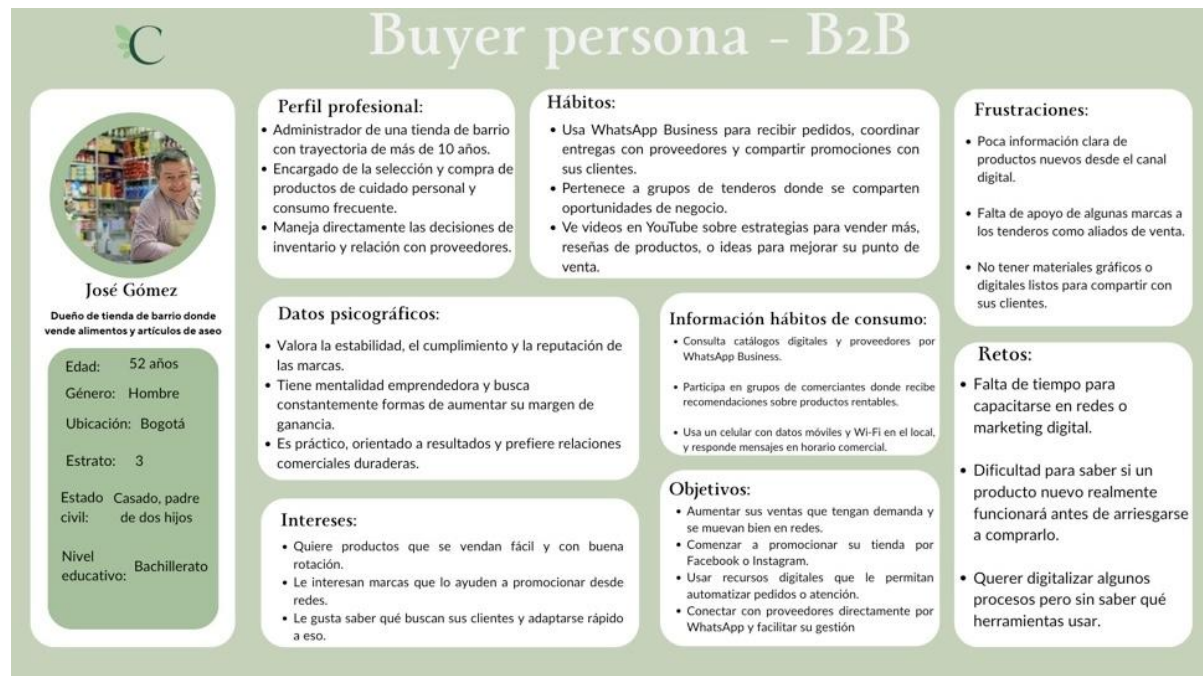 C
Buyer persona - B2B
José Gómez
Dueño de tienda de barrio donde
vende alimentos y artículos de aseo
Edad: 52 años
Género: Hombre
Ubicación: Bogotá
Estrato: 3
Estado civil: Casado, padre de dos hijos
Nivel educativo: Bachillerato
Perfil profesional:
• Administrador de una tienda de barrio
con trayectoria de más de 10 años.
• Encargado de la selección y compra de
productos de cuidado personal y
consumo frecuente.
• Maneja directamente las decisiones de
inventario y relación con proveedores.
Hábitos:
• Usa WhatsApp Business para recibir pedidos, coordinar
entregas con proveedores y compartir promociones con
sus clientes.
• Pertenece a grupos de tenderos donde se comparten
oportunidades de negocio.
• Ve videos en YouTube sobre estrategias para vender más,
reseñas de productos, o ideas para mejorar su punto de
venta.
Frustraciones:
• Poca información clara de
productos nuevos desde el canal
digital.
• Falta de apoyo de algunas marcas a
los tenderos como aliados de venta.
• No tener materiales gráficos o
digitales listos para compartir con
sus clientes.
Datos psicográficos:
• Valora la estabilidad, el cumplimiento y la reputación de
las marcas.
• Tiene mentalidad emprendedora y busca
constantemente formas de aumentar su margen de
ganancia.
• Es práctico, orientado a resultados y prefiere relaciones
comerciales duraderas.
Información hábitos de consumo:
• Consulta catálogos digitales y proveedores por
WhatsApp Business.
• Participa en grupos de comerciantes donde recibe
recomendaciones sobre productos rentables.
• Usa un celular con datos móviles y Wi-Fi en el local,
y responde mensajes en horario comercial.
Retos:
• Falta de tiempo para
capacitarse en redes o
marketing digital.
• Dificultad para saber si un
producto nuevo realmente
funcionará antes de arriesgarse
a comprarlo.
• Querer digitalizar algunos
procesos pero sin saber qué
herramientas usar.
Intereses:
• Quiere productos que se vendan fácil y con buena
rotación.
• Le interesan marcas que lo ayuden a promocionar desde
redes.
• Le gusta saber qué buscan sus clientes y adaptarse rápido
a eso.
Objetivos:
• Aumentar sus ventas que tengan demanda y
se muevan bien en redes.
• Comenzar a promocionar su tienda por
Facebook o Instagram.
• Usar recursos digitales que le permitan
automatizar pedidos o atención.
• Conectar con proveedores directamente por
WhatsApp y facilitar su gestión